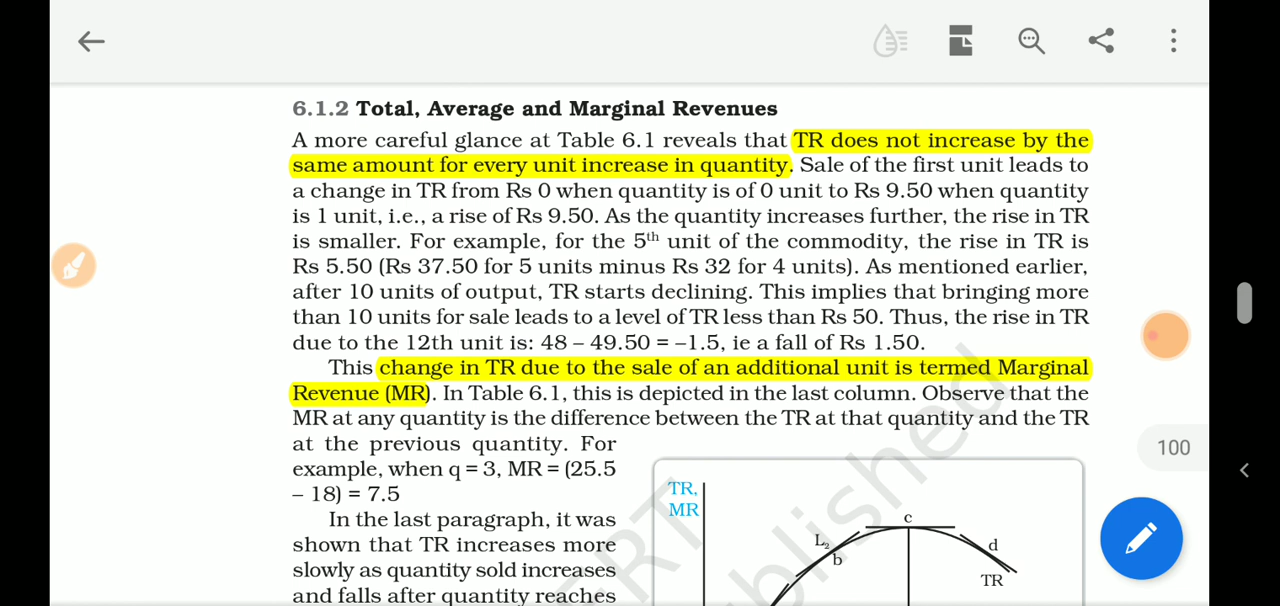 6.1.2 Total, Average and Marginal Revenues
A more careful glance at Table 6.1 reveals that TR does not increase by the
same amount for every unit increase in quantity. Sale of the first unit leads to
a change in TR from Rs 0 when quantity is of 0 unit to Rs 9.50 when quantity
is 1 unit, i.e., a rise of Rs 9.50. As the quantity increases further, the rise in TR
is smaller. For example, for the 5th unit of the commodity, the rise in TR is
Rs 5.50 (Rs 37.50 for 5 units minus Rs 32 for 4 units). As mentioned earlier,
after 10 units of output, TR starts declining. This implies that bringing more
than 10 units for sale leads to a level of TR less than Rs 50. Thus, the rise in TR
due to the 12th unit is: 48 – 49.50 = –1.5, ie a fall of Rs 1.50.
This change in TR due to the sale of an additional unit is termed Marginal
Revenue (MR). In Table 6.1, this is depicted in the last column. Observe that the
MR at any quantity is the difference between the TR at that quantity and the TR
at the previous quantity. For
example, when q = 3, MR = (25.5
– 18) = 7.5
In the last paragraph, it was
shown that TR increases more
slowly as quantity sold increases
and falls after quantity reaches
TR,
MR
c
L2
b
d
TR
100